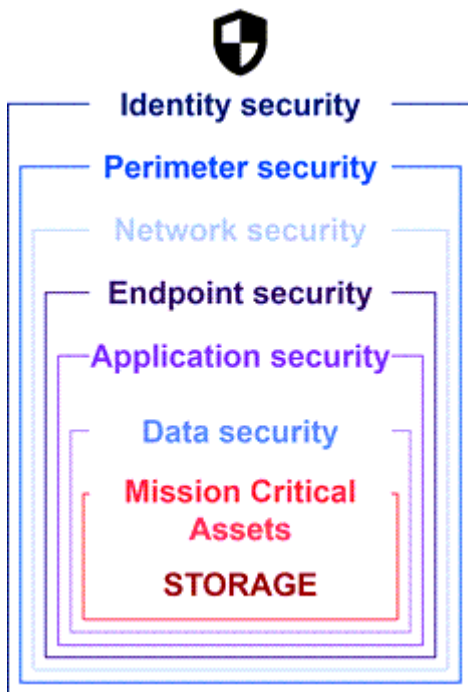 Identity security
Perimeter security
Network security
Endpoint security
Application security
Data security
Mission Critical
Assets
STORAGE